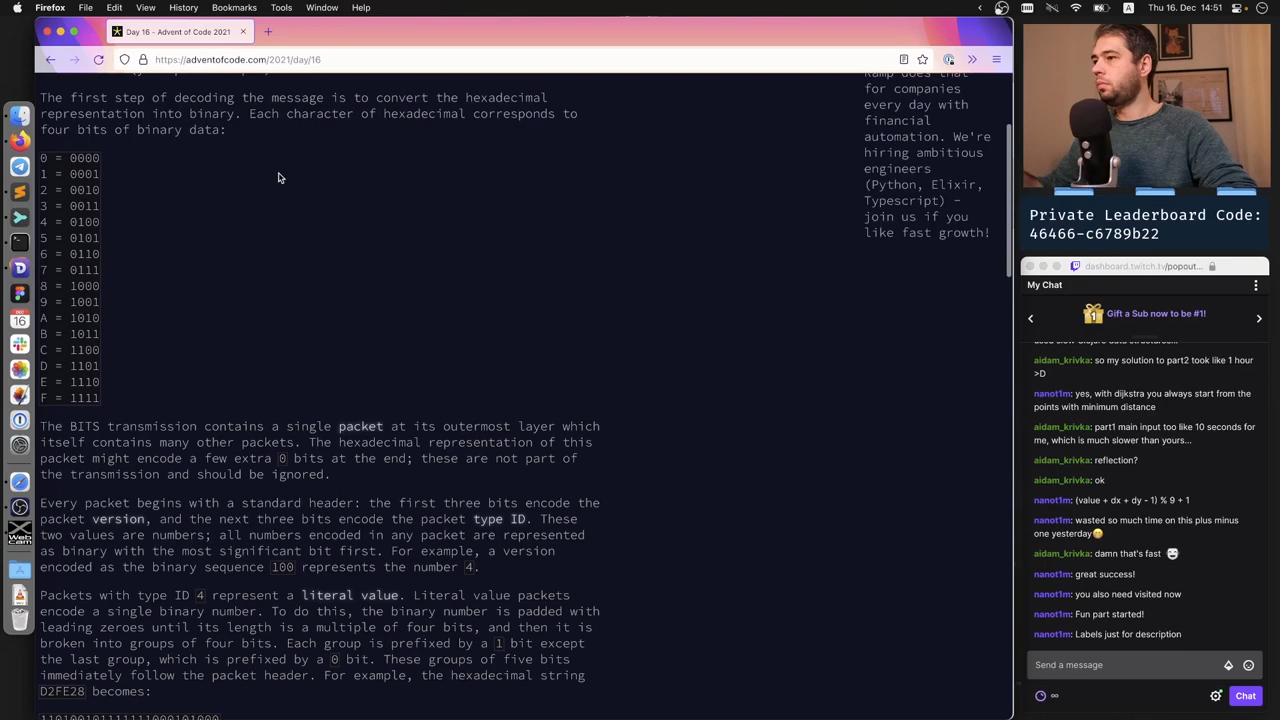 Firefox File Edit View History Bookmarks Tools Window Help
A Thu 16. Dec 14:51
Day 16 - Advent of Code 2021
https://adventofcode.com/2021/day/16
The first step of decoding the message is to convert the hexadecimal
representation into binary. Each character of hexadecimal corresponds to
four bits of binary data:
0 = 0000
1 = 0001
2 = 0010
3 = 0011
4 = 0100
5 = 0101
6 = 0110
7 = 0111
8 = 1000
9 = 1001
A = 1010
B = 1011
C = 1100
D = 1101
E = 1110
F = 1111
The BITS transmission contains a single packet at its outermost layer which
itself contains many other packets. The hexadecimal representation of this
packet might encode a few extra 0 bits at the end; these are not part of
the transmission and should be ignored.
Every packet begins with a standard header: the first three bits encode the
packet version, and the next three bits encode the packet type ID. These
two values are numbers; all numbers encoded in any packet are represented
as binary with the most significant bit first. For example, a version
encoded as the binary sequence 100 represents the number 4.
Packets with type ID 4 represent a literal value. Literal value packets
encode a single binary number. To do this, the binary number is padded with
leading zeroes until its length is a multiple of four bits, and then it is
broken into groups of four bits. Each group is prefixed by a 1 bit except
the last group, which is prefixed by a 0 bit. These groups of five bits
immediately follow the packet header. For example, the hexadecimal string
D2FE28 becomes:
110100101111111000101000
Ramp does that
for companies
every day with
financial
automation. We're
hiring ambitious
engineers
(Python, Elixir,
Typescript) -
join us if you
like fast growth!
Private Leaderboard Code:
46466-c6789b22
dashboard.twitch.tv/popout...
My Chat
Gift a Sub now to be #1!
used slow Clojure data structures...
aidam_krivka: so my solution to part2 took like 1 hour
>D
nanot1m: yes, with dijkstra you always start from the
points with minimum distance
aidam_krivka: part1 main input too like 10 seconds for
me, which is much slower than yours...
aidam_krivka: reflection?
aidam_krivka: ok
nanot1m: (value + dx + dy - 1) % 9 + 1
nanot1m: wasted so much time on this plus minus
one yesterday
aidam_krivka: damn that's fast
nanot1m: great success!
nanot1m: you also need visited now
nanot1m: Fun part started!
nanot1m: Labels just for description
Send a message
∞
Chat